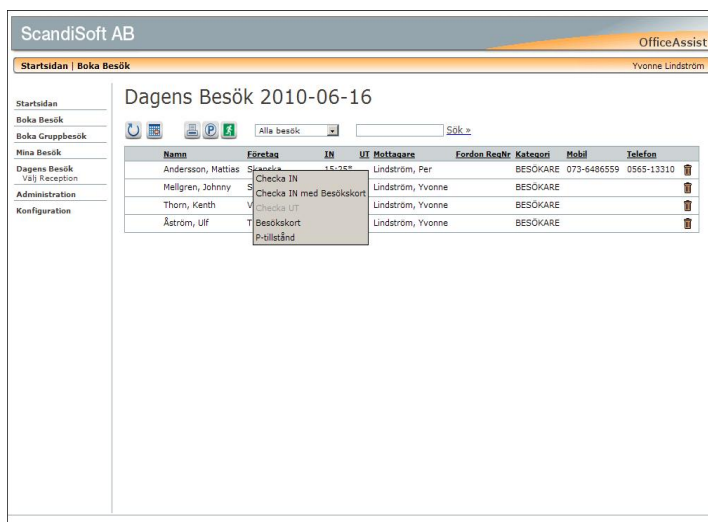 ScandiSoft AB
OfficeAssist
Startsidan | Boka Besök
Yvonne Lindström
Startsidan
Boka Besök
Boka Gruppbesök
Mina Besök
Dagens Besök
Välj Reception
Administration
Konfiguration
Dagens Besök 2010-06-16
P Alla besök Sök »
Namn Företag IN UT Mottagare Fordon RegNr Kategori Mobil Telefon
Andersson, Mattias Skanska 15:25* Lindström, Per BESÖKARE 073-6486559 0565-13310
Mellgren, Johnny S Lindström, Yvonne BESÖKARE
Thorn, Kenth V Lindström, Yvonne BESÖKARE
Åström, Ulf T Lindström, Yvonne BESÖKARE
Checka IN
Checka IN med Besökskort
Checka UT
Besökskort
P-tillstånd